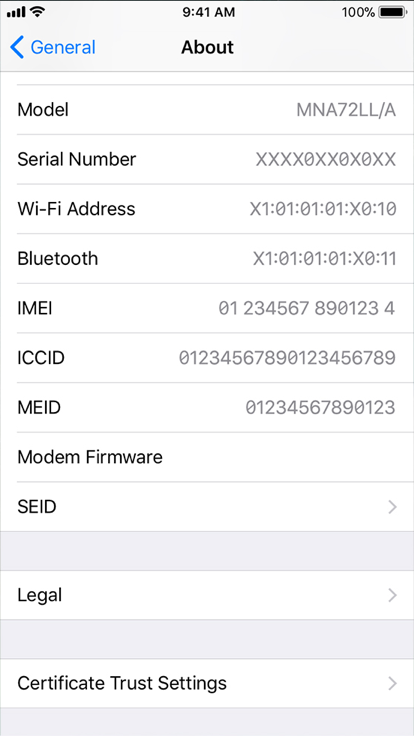 9:41 AM 100%
General About
Model MNA72LL/A
Serial Number XXXX0XX0X0XX
Wi-Fi Address X1:01:01:01:X0:10
Bluetooth X1:01:01:01:X0:11
IMEI 01 234567 890123 4
ICCID 01234567890123456789
MEID 01234567890123
Modem Firmware
SEID
Legal
Certificate Trust Settings